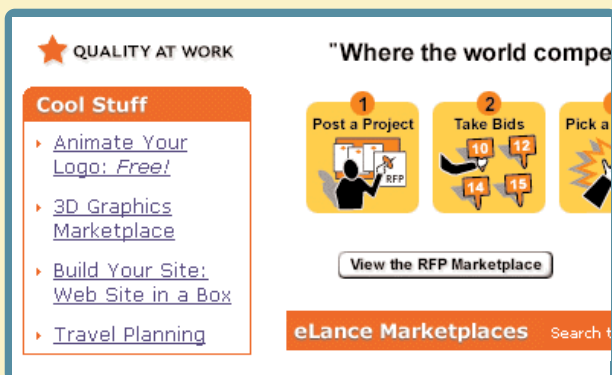 QUALITY AT WORK
"Where the world compe
Cool Stuff
Animate Your
Logo: Free!
3D Graphics
Marketplace
Build Your Site:
Web Site in a Box
Travel Planning
1
Post a Project
RFP
2
Take Bids
10
12
14
15
Pick a
View the RFP Marketplace
eLance Marketplaces Search t